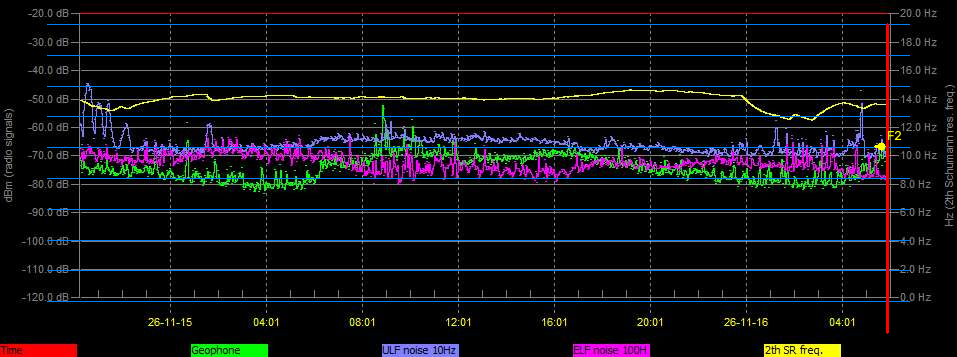 -20.0 dB 20.0 Hz
-30.0 dB 18.0 Hz
-40.0 dB 16.0 Hz
-50.0 dB 14.0 Hz
-60.0 dB 12.0 Hz
F2
-70.0 dB 10.0 Hz
-80.0 dB 8.0 Hz
-90.0 dB 6.0 Hz
-100.0 dB 4.0 Hz
-110.0 dB 2.0 Hz
-120.0 dB 0.0 Hz
dBm (radio signals)
Hz (2th Schumann res. freq.)
26-11-15 04:01 08:01 12:01 16:01 20:01 26-11-16 04:01
Time Geophone ULF noise 10Hz ELF noise 100H 2th SR freq.